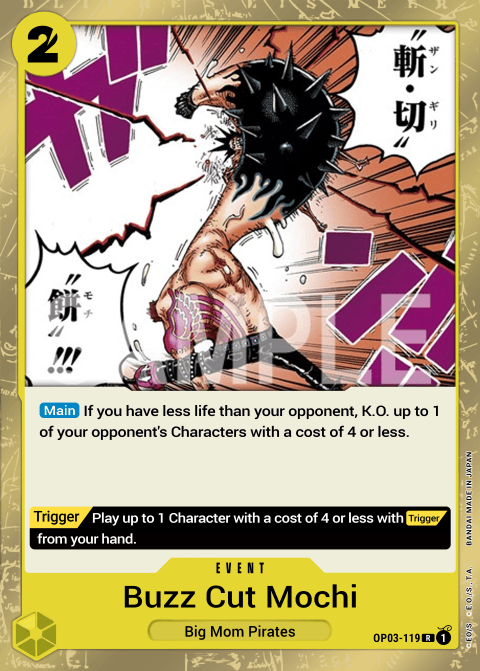 2
“斬・切”
ザン
ギリ
“餅”
モチ
!!!
SAMPLE
Main If you have less life than your opponent, K.O. up to 1
of your opponent's Characters with a cost of 4 or less.
Trigger Play up to 1 Character with a cost of 4 or less with Trigger
from your hand.
EVENT
Buzz Cut Mochi
Big Mom Pirates
OP03-119 R 1
BANDAI MADE IN JAPAN